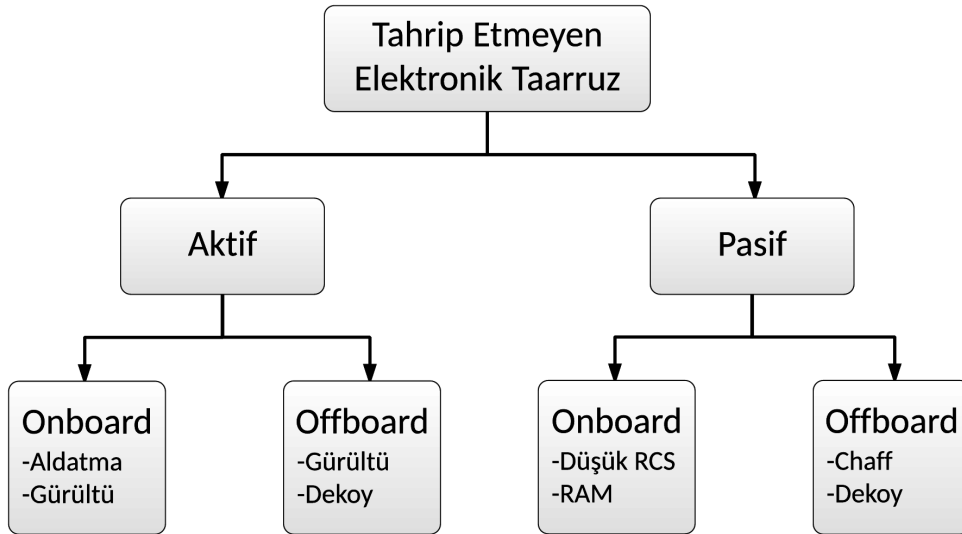 Tahrip Etmeyen
Elektronik Taarruz
Aktif
Pasif
Onboard
-Aldatma
-Gürültü
Offboard
-Gürültü
-Dekoy
Onboard
-Düşük RCS
-RAM
Offboard
-Chaff
-Dekoy